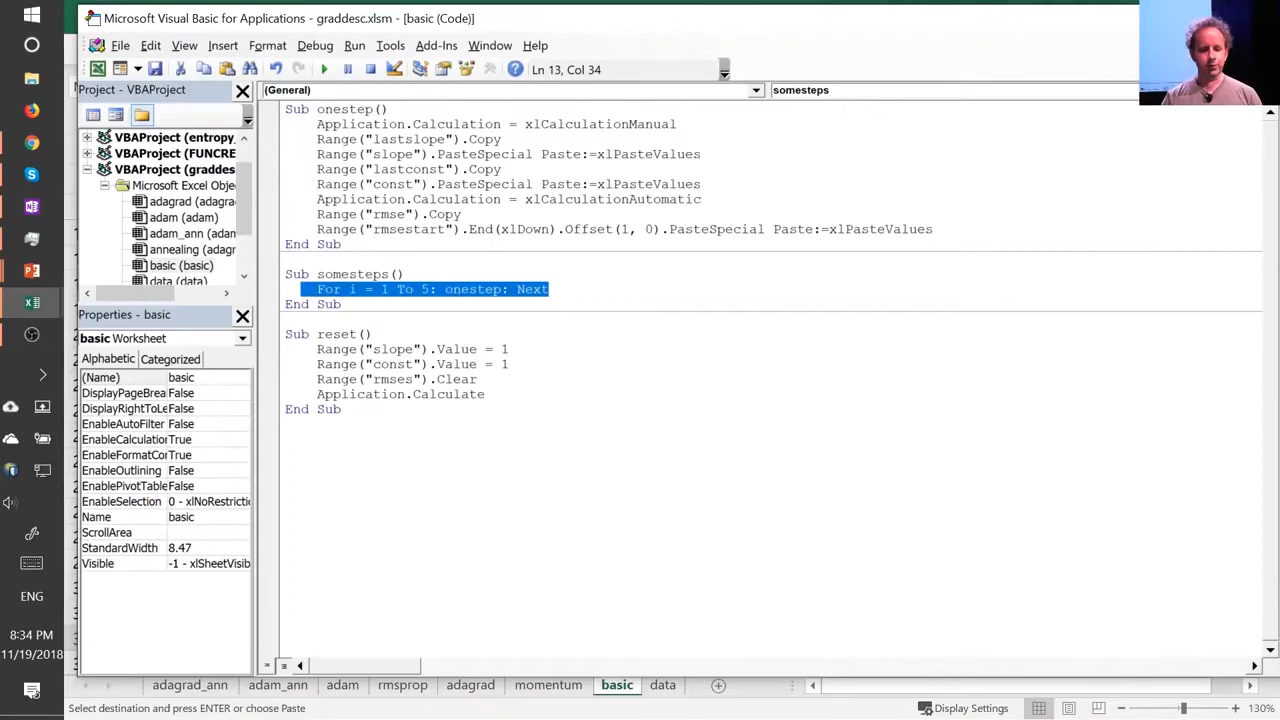 Microsoft Visual Basic for Applications - graddesc.xlsm - [basic (Code)]
File Edit View Insert Format Debug Run Tools Add-Ins Window Help
Ln 13, Col 34
Project - VBAProject
(General) somesteps
VBAProject (entropy_
VBAProject (FUNCRE
VBAProject (graddes
Microsoft Excel Obje
adagrad (adagra
adam (adam)
adam_ann (adam
annealing (adagr
basic (basic)
data (data)
Properties - basic
basic Worksheet
Alphabetic Categorized
(Name) basic
DisplayPageBrea False
DisplayRightToLe False
EnableAutoFilter False
EnableCalculation True
EnableFormatCon True
EnableOutlining False
EnablePivotTable False
EnableSelection 0 - xlNoRestrictio
Name basic
ScrollArea
StandardWidth 8.47
Visible -1 - xlSheetVisib
Sub onestep()
Application.Calculation = xlCalculationManual
Range("lastslope").Copy
Range("slope").PasteSpecial Paste:=xlPasteValues
Range("lastconst").Copy
Range("const").PasteSpecial Paste:=xlPasteValues
Application.Calculation = xlCalculationAutomatic
Range("rmse").Copy
Range("rmsestart").End(xlDown).Offset(1, 0).PasteSpecial Paste:=xlPasteValues
End Sub
Sub somesteps()
For i = 1 To 5: onestep: Next
End Sub
Sub reset()
Range("slope").Value = 1
Range("const").Value = 1
Range("rmses").Clear
Application.Calculate
End Sub
ENG
8:34 PM
11/19/2018
adagrad_ann adam_ann adam rmsprop adagrad momentum basic data
Select destination and press ENTER or choose Paste
Display Settings
130%